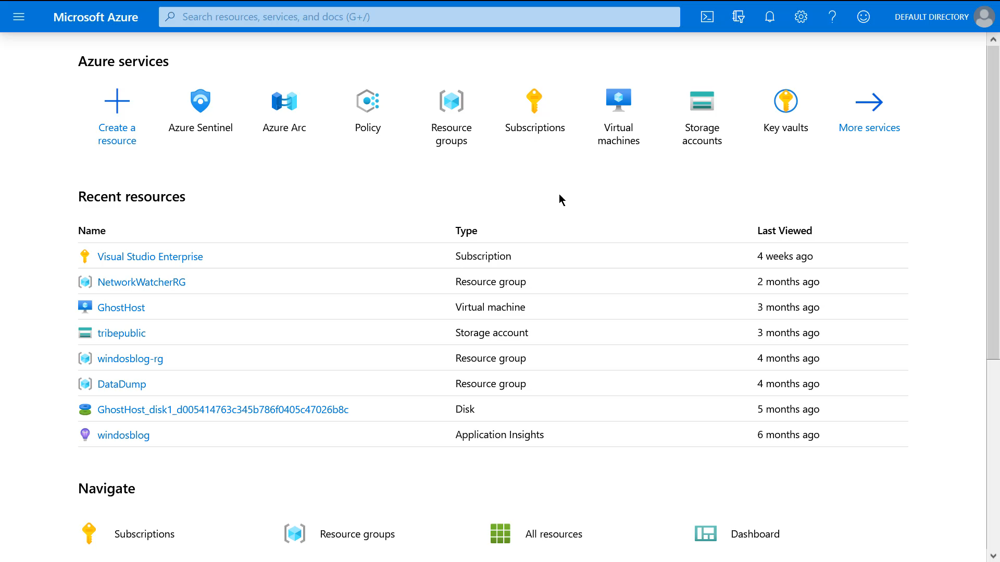 Microsoft Azure
Search resources, services, and docs (G+/)
DEFAULT DIRECTORY
Azure services
Create a resource
Azure Sentinel
Azure Arc
Policy
Resource groups
Subscriptions
Virtual machines
Storage accounts
Key vaults
More services
Recent resources
Name Type Last Viewed
Visual Studio Enterprise Subscription 4 weeks ago
NetworkWatcherRG Resource group 2 months ago
GhostHost Virtual machine 3 months ago
tribepublic Storage account 3 months ago
windosblog-rg Resource group 4 months ago
DataDump Resource group 4 months ago
GhostHost_disk1_d005414763c345b786f0405c47026b8c Disk 5 months ago
windosblog Application Insights 6 months ago
Navigate
Subscriptions Resource groups All resources Dashboard